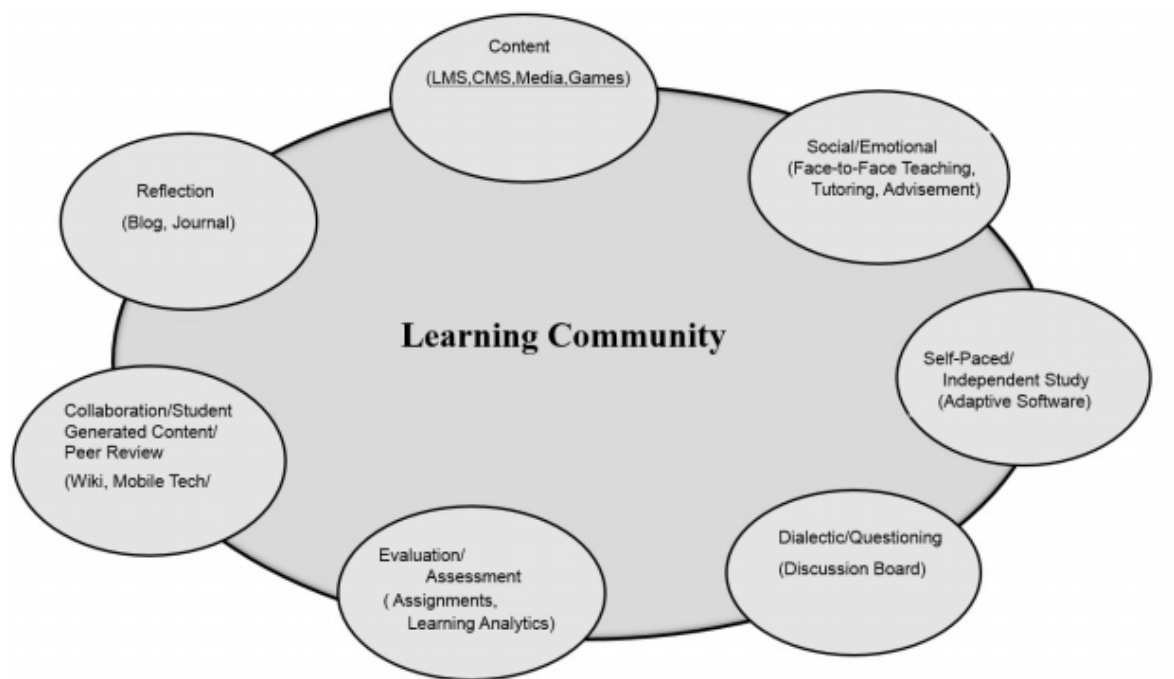 Content
(LMS,CMS,Media,Games)
Social/Emotional
(Face-to-Face Teaching,
Tutoring, Advisement)
Reflection
(Blog, Journal)
Learning Community
Self-Paced/
Independent Study
(Adaptive Software)
Collaboration/Student
Generated Content/
Peer Review
(Wiki, Mobile Tech/
Dialectic/Questioning
(Discussion Board)
Evaluation/
Assessment
( Assignments,
Learning Analytics)